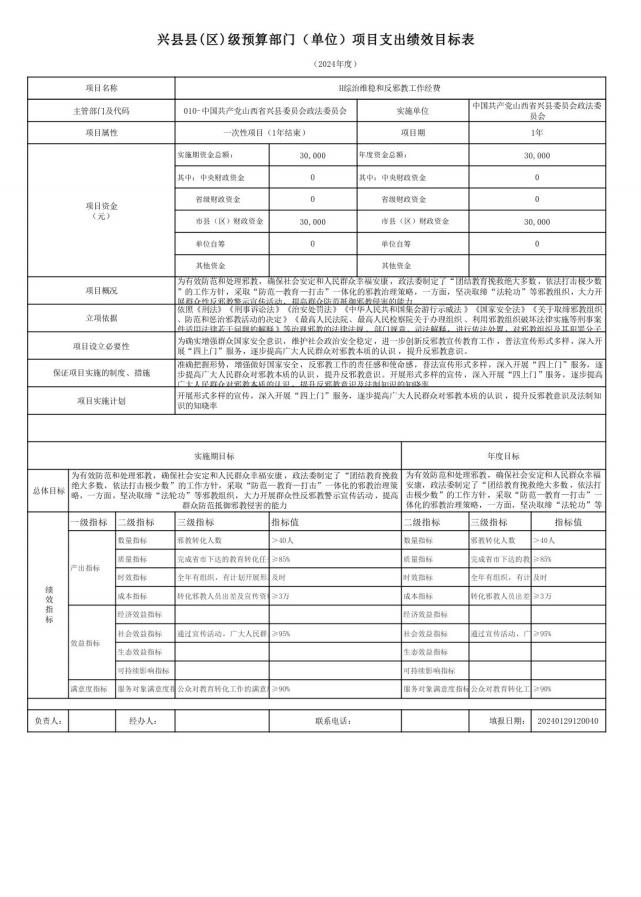 兴县县(区)级预算部门（单位）项目支出绩效目标表
（2024年度）
项目名称 H综治维稳和反邪教工作经费
主管部门及代码 010-中国共产党山西省兴县委员会政法委员会 实施单位 中国共产党山西省兴县委员会政法委员会
项目属性 一次性项目（1年结束） 项目期 1年
项目资金（元）
实施期资金总额： 30,000 年度资金总额： 30,000
其中：中央财政资金 0 其中：中央财政资金 0
省级财政资金 0 省级财政资金 0
市县（区）财政资金 30,000 市县（区）财政资金 30,000
单位自筹 0 单位自筹 0
其他资金 其他资金
项目概况
为有效防范和处理邪教，确保社会安定和人民群众幸福安康，政法委制定了“团结教育挽救绝大多数，依法打击极少数
”的工作方针，采取“防范—教育—打击”一体化的邪教治理策略，一方面，坚决取缔“法轮功”等邪教组织，大力开
展群众性反邪教警示宣传活动，提高群众防范抵御邪教侵害的能力
立项依据
依照《刑法》《刑事诉讼法》《治安处罚法》《中华人民共和国集会游行示威法》《国家安全法》《关于取缔邪教组织
、防范和惩治邪教活动的决定》《最高人民法院、最高人民检察院关于办理组织、利用邪教组织破坏法律实施等刑事案
件适用法律若干问题的解释》等治理邪教的法律法规、部门规章、司法解释，进行依法处置，对邪教组织及其犯罪分子
项目设立必要性
为确实增强群众国家安全意识，维护社会政治安全稳定，进一步创新反邪教宣传教育工作，普法宣传形式多样，深入开
展“四上门”服务，逐步提高广大人民群众对邪教本质的认识，提升反邪教意识。
保证项目实施的制度、措施
准确把握形势，增强做好国家安全、反邪教工作的责任感和使命感，普法宣传形式多样，深入开展“四上门”服务，逐
步提高广大人民群众对邪教本质的认识，提升反邪教意识。开展形式多样的宣传，深入开展“四上门”服务，逐步提高
广大人民群众对邪教本质的认识，提升反邪教意识及法制知识的知晓率
项目实施计划
开展形式多样的宣传，深入开展“四上门”服务，逐步提高广大人民群众对邪教本质的认识，提升反邪教意识及法制知
识的知晓率
实施期目标 年度目标
总体目标
为有效防范和处理邪教，确保社会安定和人民群众幸福安康，政法委制定了“团结教育挽救
绝大多数，依法打击极少数”的工作方针，采取“防范—教育—打击”一体化的邪教治理策
略，一方面，坚决取缔“法轮功”等邪教组织，大力开展群众性反邪教警示宣传活动，提高
群众防范抵御邪教侵害的能力
为有效防范和处理邪教，确保社会安定和人民群众幸福
安康，政法委制定了“团结教育挽救绝大多数，依法打
击极少数”的工作方针，采取“防范—教育—打击”一
体化的邪教治理策略，一方面，坚决取缔“法轮功”等
绩效指标
一级指标 二级指标 三级指标 指标值 二级指标 三级指标 指标值
产出指标
数量指标 邪教转化人数 >40人 数量指标 邪教转化人数 >40人
质量指标 完成省市下达的教育转化任 ≥85% 质量指标 完成省市下达的教 ≥85%
时效指标 全年有组织，有计划开展形 及时 时效指标 全年有组织，有计 及时
成本指标 转化邪教人员出差及宣传资 ≥3万 成本指标 转化邪教人员出差 ≥3万
效益指标
经济效益指标 经济效益指标
社会效益指标 通过宣传活动，广大人民群 ≥95% 社会效益指标 通过宣传活动，广 ≥95%
生态效益指标 生态效益指标
可持续影响指标 可持续影响指标
满意度指标 服务对象满意度指 公众对教育转化工作的满意 ≥90% 服务对象满意度指标 公众对教育转化工 ≥90%
负责人： 经办人： 联系电话： 填报日期： 20240129120040